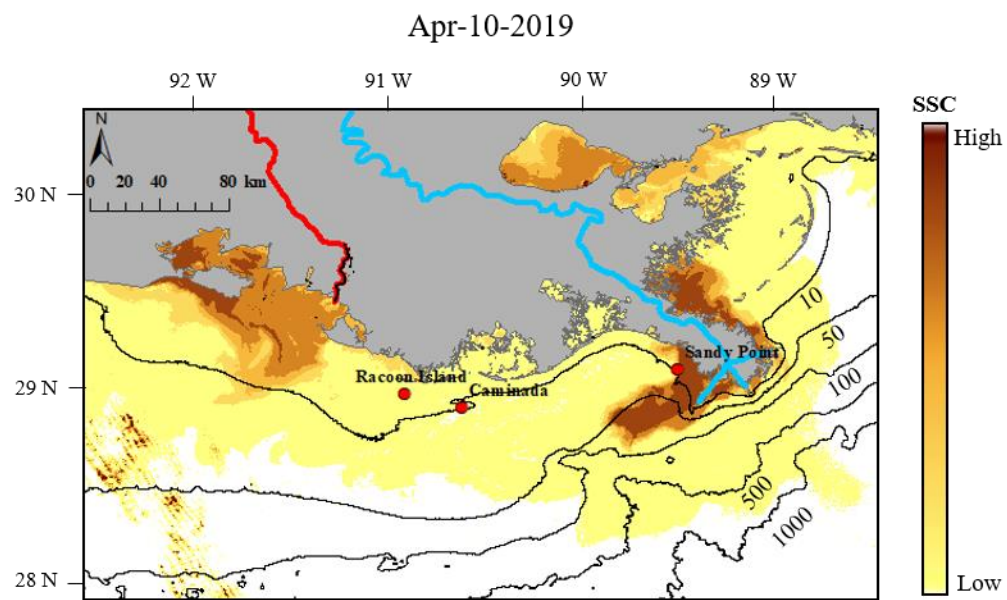 Apr-10-2019
92 W 91 W 90 W 89 W
SSC
N
High
0 20 40 80 km
30 N
10
50
Sandy Point
100
29 N
Racoon Island
Caminada
500
1000
28 N
Low